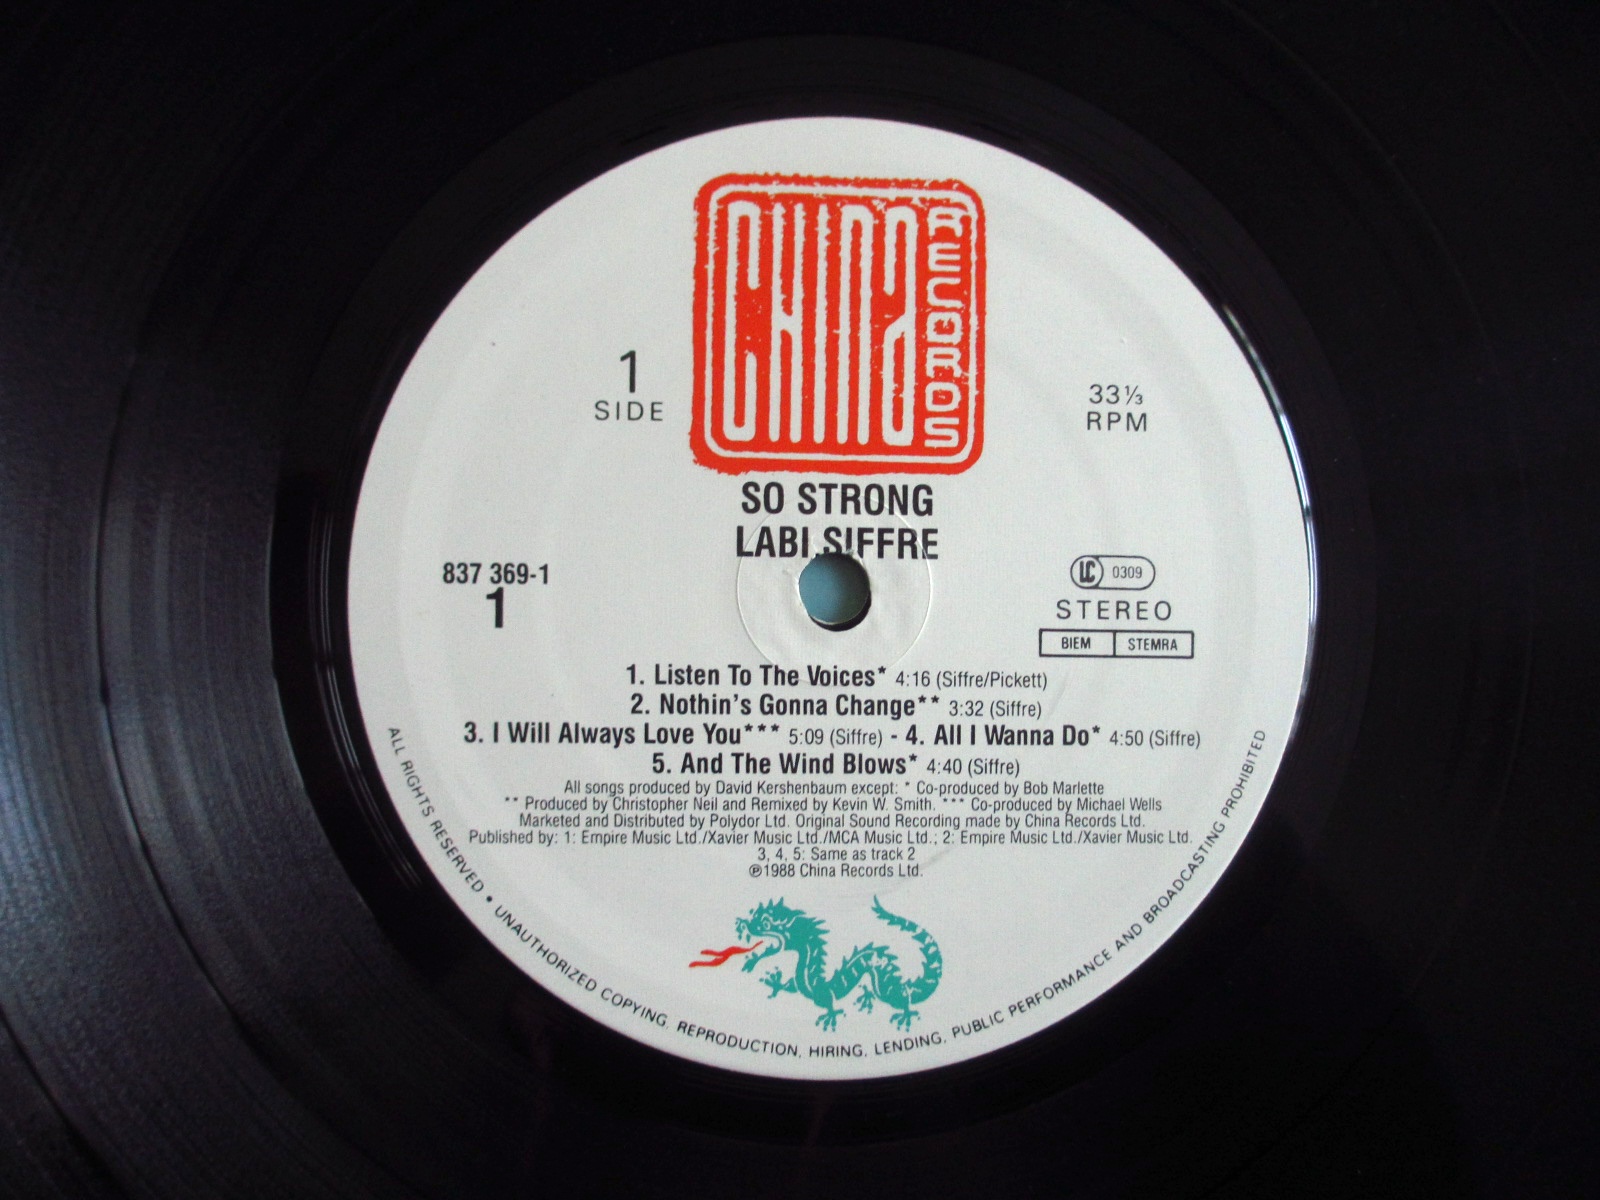 CHINA
RECORDS
1
SIDE
33⅓
RPM
SO STRONG
LABI SIFFRE
837 369-1
1
LC 0309
STEREO
BIEM STEMRA
1. Listen To The Voices* 4:16 (Siffre/Pickett)
2. Nothin's Gonna Change** 3:32 (Siffre)
3. I Will Always Love You*** 5:09 (Siffre) - 4. All I Wanna Do* 4:50 (Siffre)
5. And The Wind Blows* 4:40 (Siffre)
All songs produced by David Kershenbaum except: * Co-produced by Bob Marlette
** Produced by Christopher Neil and Remixed by Kevin W. Smith. *** Co-produced by Michael Wells
Marketed and Distributed by Polydor Ltd. Original Sound Recording made by China Records Ltd.
Published by: 1: Empire Music Ltd./Xavier Music Ltd./MCA Music Ltd.; 2: Empire Music Ltd./Xavier Music Ltd.
3, 4, 5: Same as track 2
℗1988 China Records Ltd.
ALL RIGHTS RESERVED • UNAUTHORIZED COPYING, REPRODUCTION, HIRING, LENDING, PUBLIC PERFORMANCE AND BROADCASTING PROHIBITED